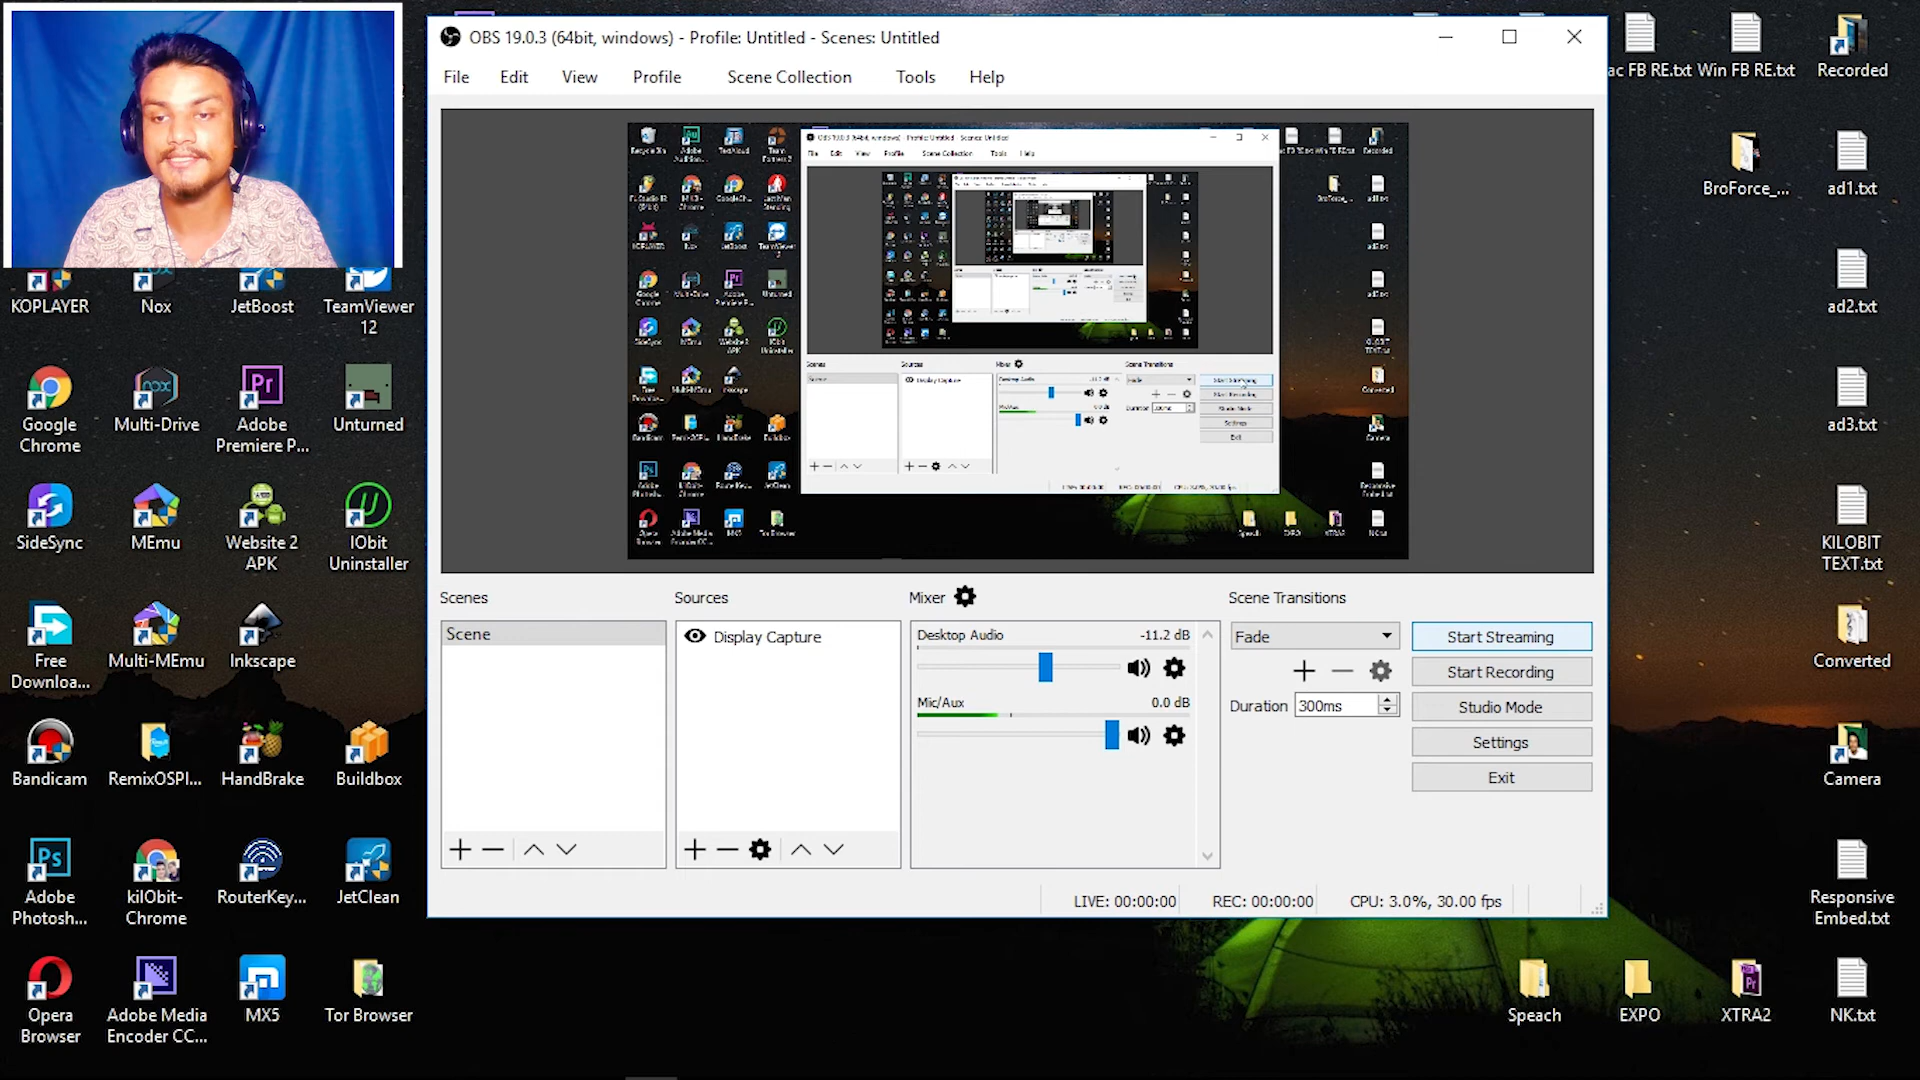 OBS 19.0.3 (64bit, windows) - Profile: Untitled - Scenes: Untitled
File Edit View Profile Scene Collection Tools Help
Scenes
Scene
Sources
Display Capture
Mixer
Desktop Audio -11.2 dB
Mic/Aux 0.0 dB
Scene Transitions
Fade
Duration 300ms
Start Streaming
Start Recording
Studio Mode
Settings
Exit
LIVE: 00:00:00 REC: 00:00:00 CPU: 3.0%, 30.00 fps
KOPLAYER
Nox
JetBoost
TeamViewer
12
Google
Chrome
Multi-Drive
Adobe
Premiere P...
Unturned
SideSync
MEmu
Website 2
APK
IObit
Uninstaller
Free
Downloa...
Multi-MEmu
Inkscape
Bandicam
RemixOSPl...
HandBrake
Buildbox
Adobe
Photosh...
kilObit-
Chrome
RouterKey...
JetClean
Opera
Browser
Adobe Media
Encoder CC...
MX5
Tor Browser
ac FB RE.txt
Win FB RE.txt
Recorded
BroForce_...
ad1.txt
ad2.txt
ad3.txt
KILOBIT
TEXT.txt
Converted
Camera
Responsive
Embed.txt
Speach
EXPO
XTRA2
NK.txt